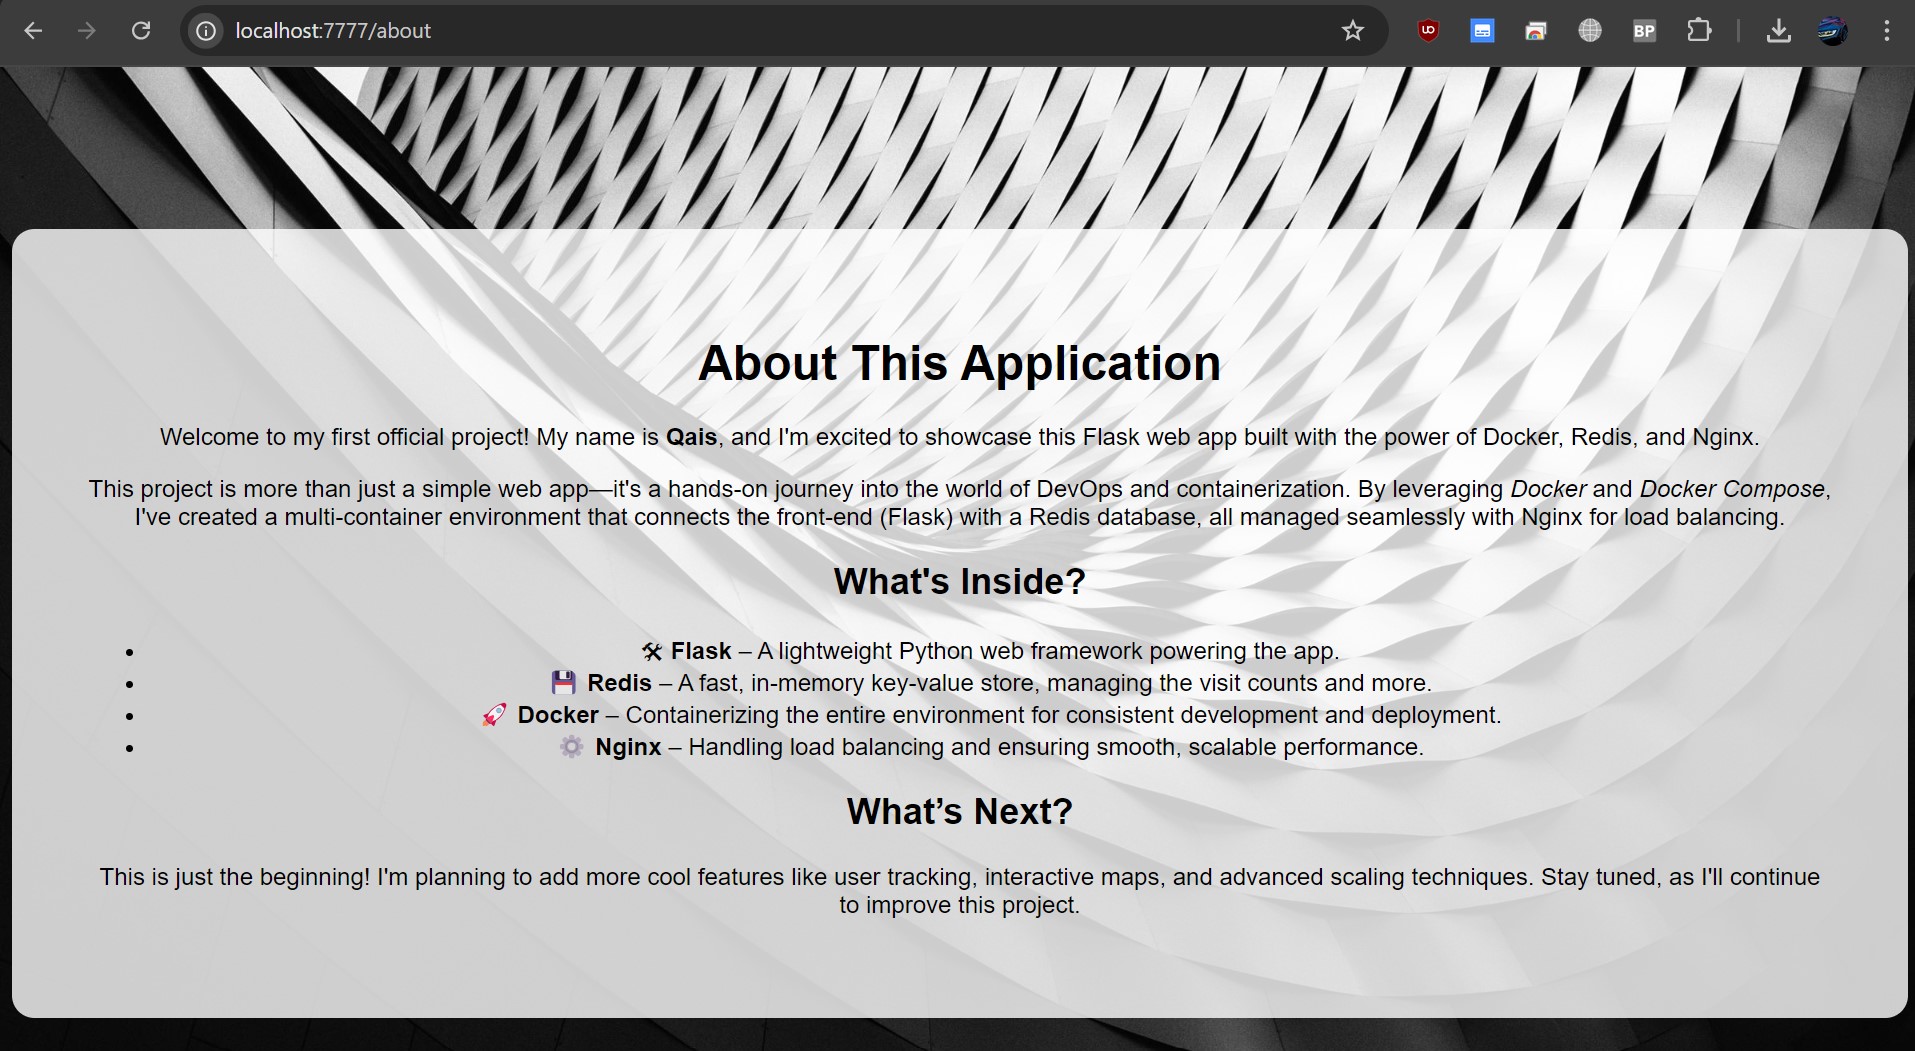 localhost:7777/about
BP
About This Application
Welcome to my first official project! My name is Qais, and I'm excited to showcase this Flask web app built with the power of Docker, Redis, and Nginx.
This project is more than just a simple web app—it's a hands-on journey into the world of DevOps and containerization. By leveraging Docker and Docker Compose,
I've created a multi-container environment that connects the front-end (Flask) with a Redis database, all managed seamlessly with Nginx for load balancing.
What's Inside?
• 🛠 Flask – A lightweight Python web framework powering the app.
• 💾 Redis – A fast, in-memory key-value store, managing the visit counts and more.
• 🚀 Docker – Containerizing the entire environment for consistent development and deployment.
• ⚙️ Nginx – Handling load balancing and ensuring smooth, scalable performance.
What’s Next?
This is just the beginning! I'm planning to add more cool features like user tracking, interactive maps, and advanced scaling techniques. Stay tuned, as I'll continue
to improve this project.